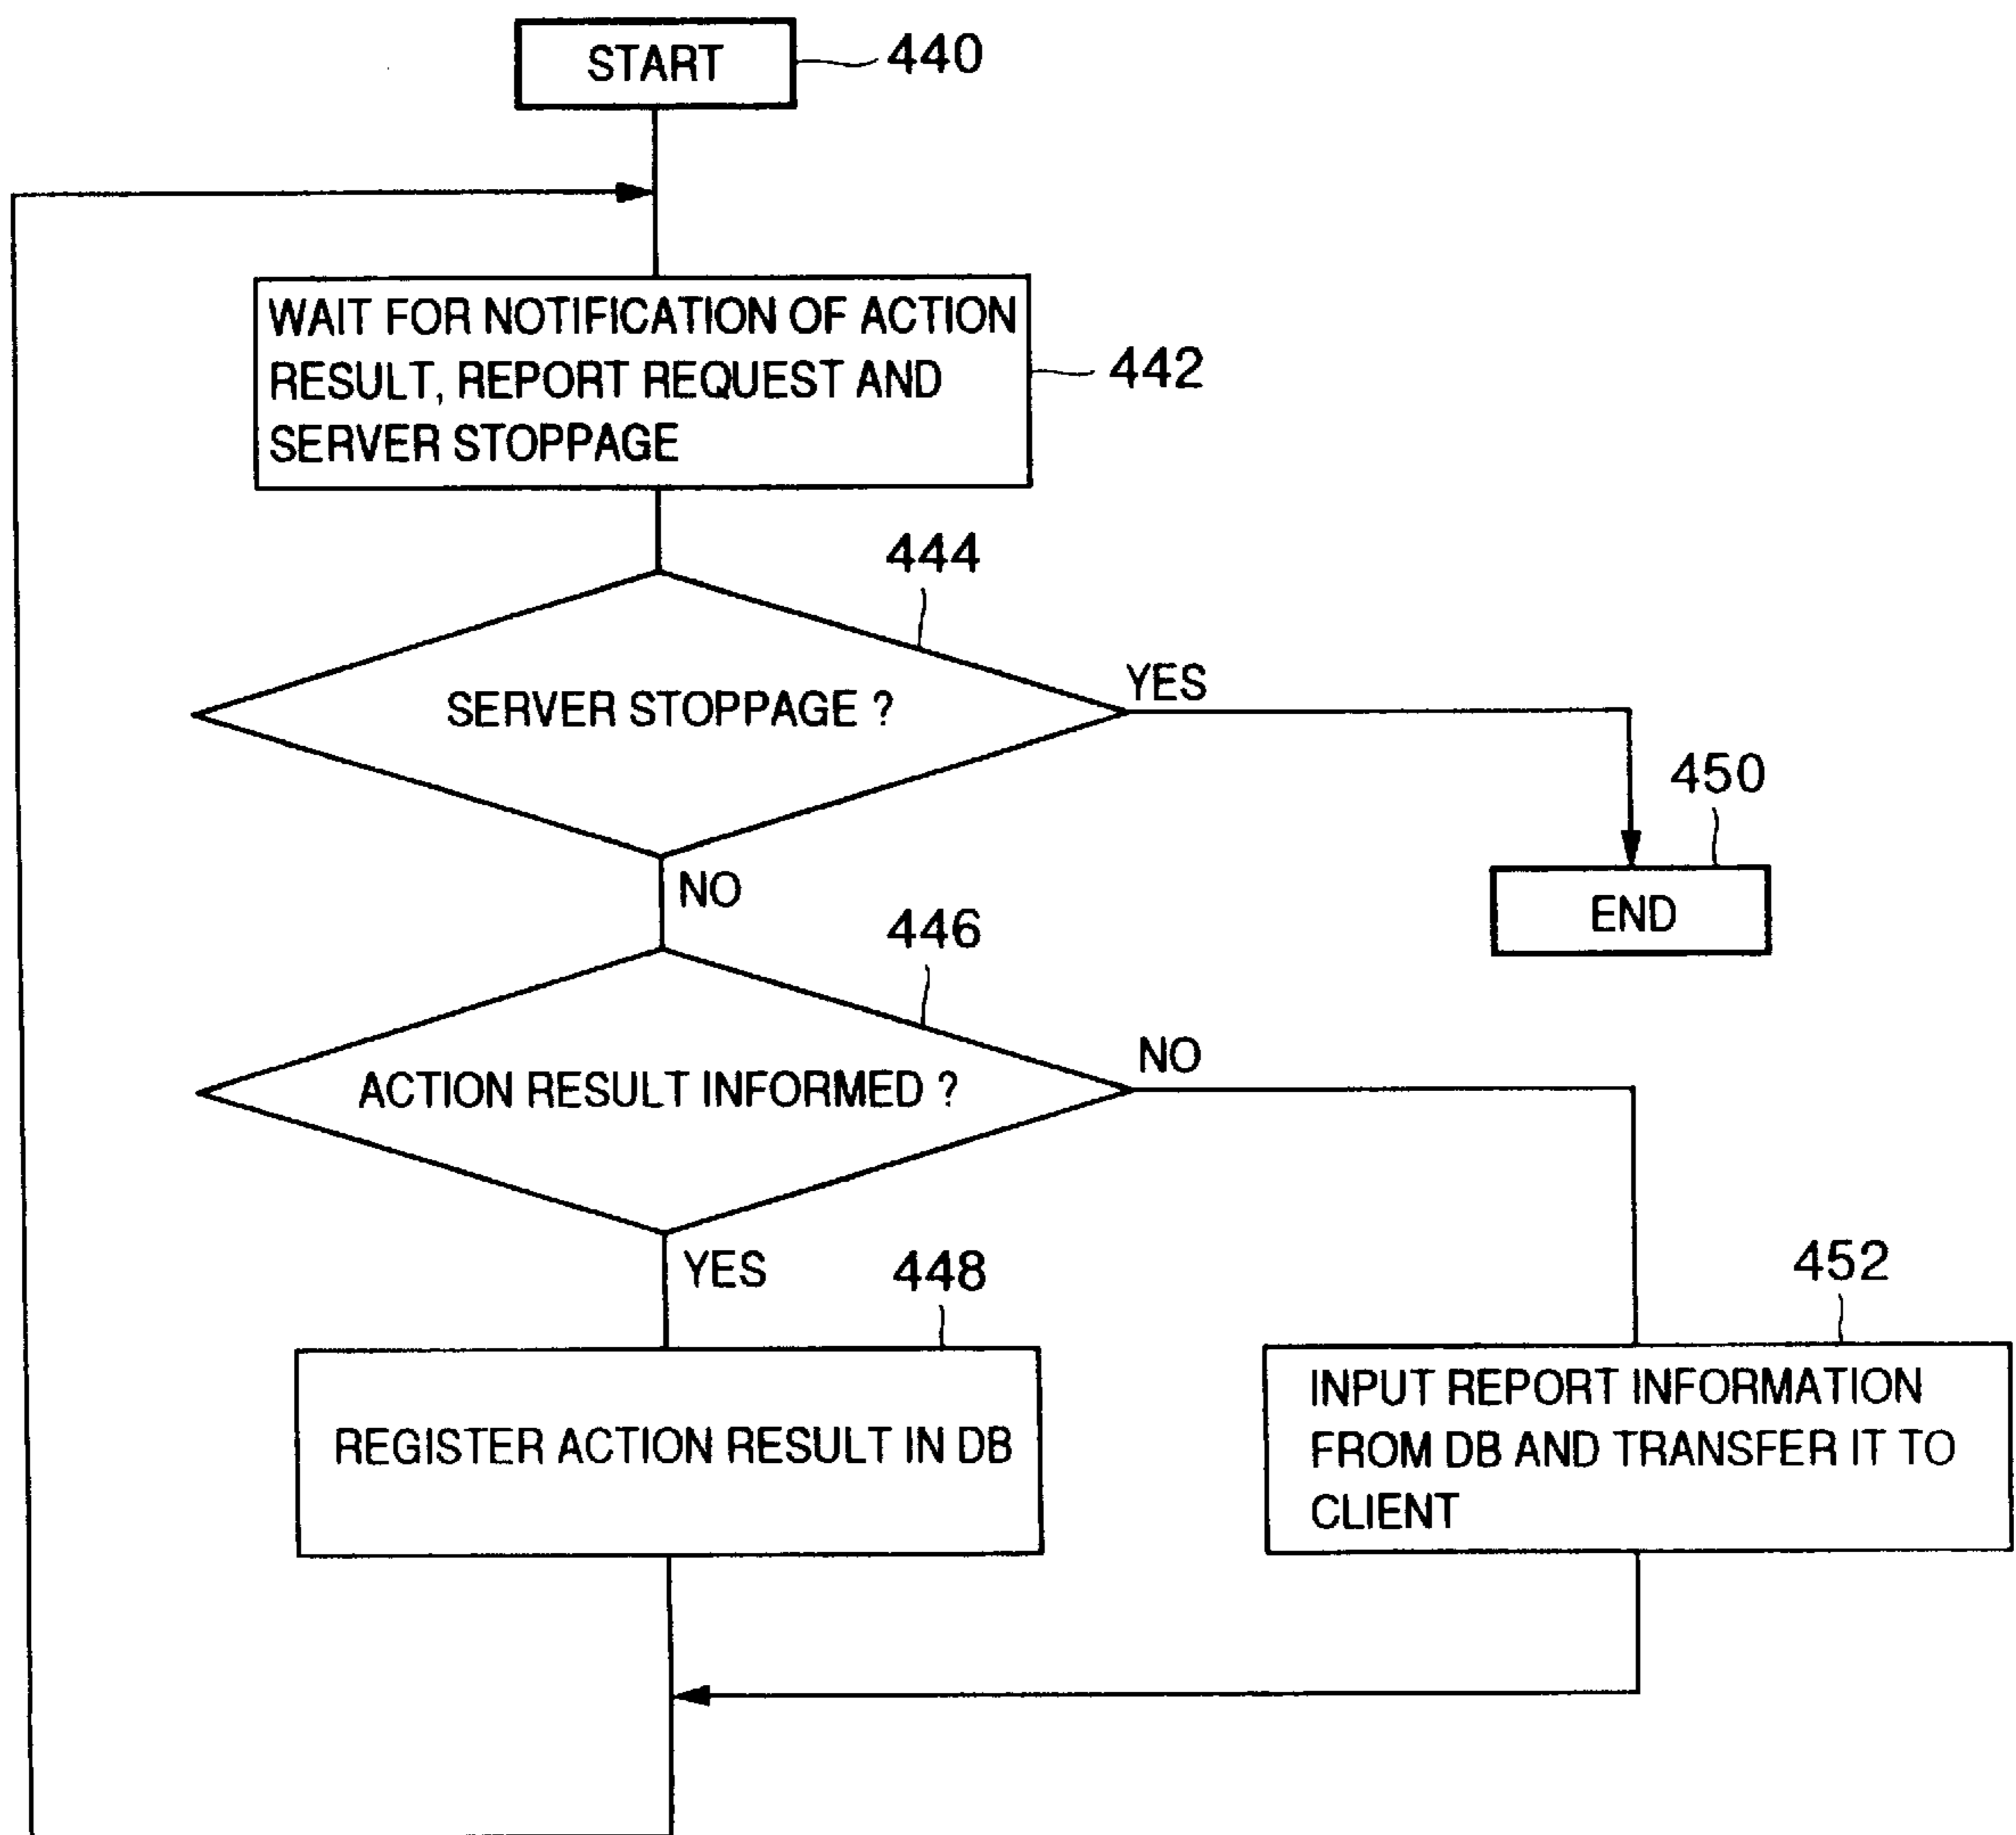 START
440
WAIT FOR NOTIFICATION OF ACTION
RESULT, REPORT REQUEST AND
SERVER STOPPAGE
442
444
SERVER STOPPAGE ?
YES
450
END
NO
446
ACTION RESULT INFORMED ?
NO
YES
448
REGISTER ACTION RESULT IN DB
452
INPUT REPORT INFORMATION
FROM DB AND TRANSFER IT TO
CLIENT